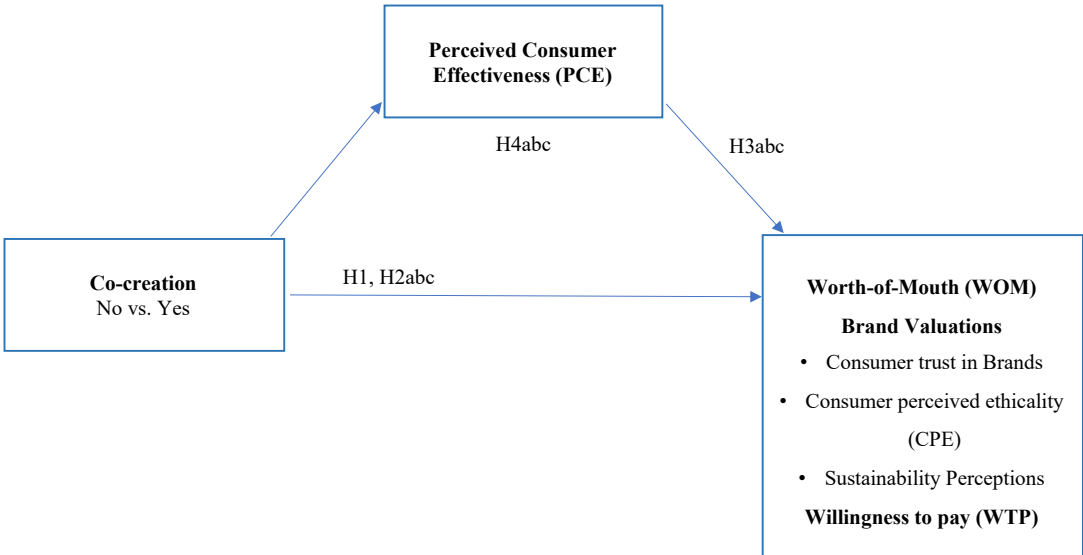 Perceived Consumer
Effectiveness (PCE)
H4abc
H3abc
Co-creation
No vs. Yes
H1, H2abc
Worth-of-Mouth (WOM)
Brand Valuations
• Consumer trust in Brands
• Consumer perceived ethicality
(CPE)
• Sustainability Perceptions
Willingness to pay (WTP)